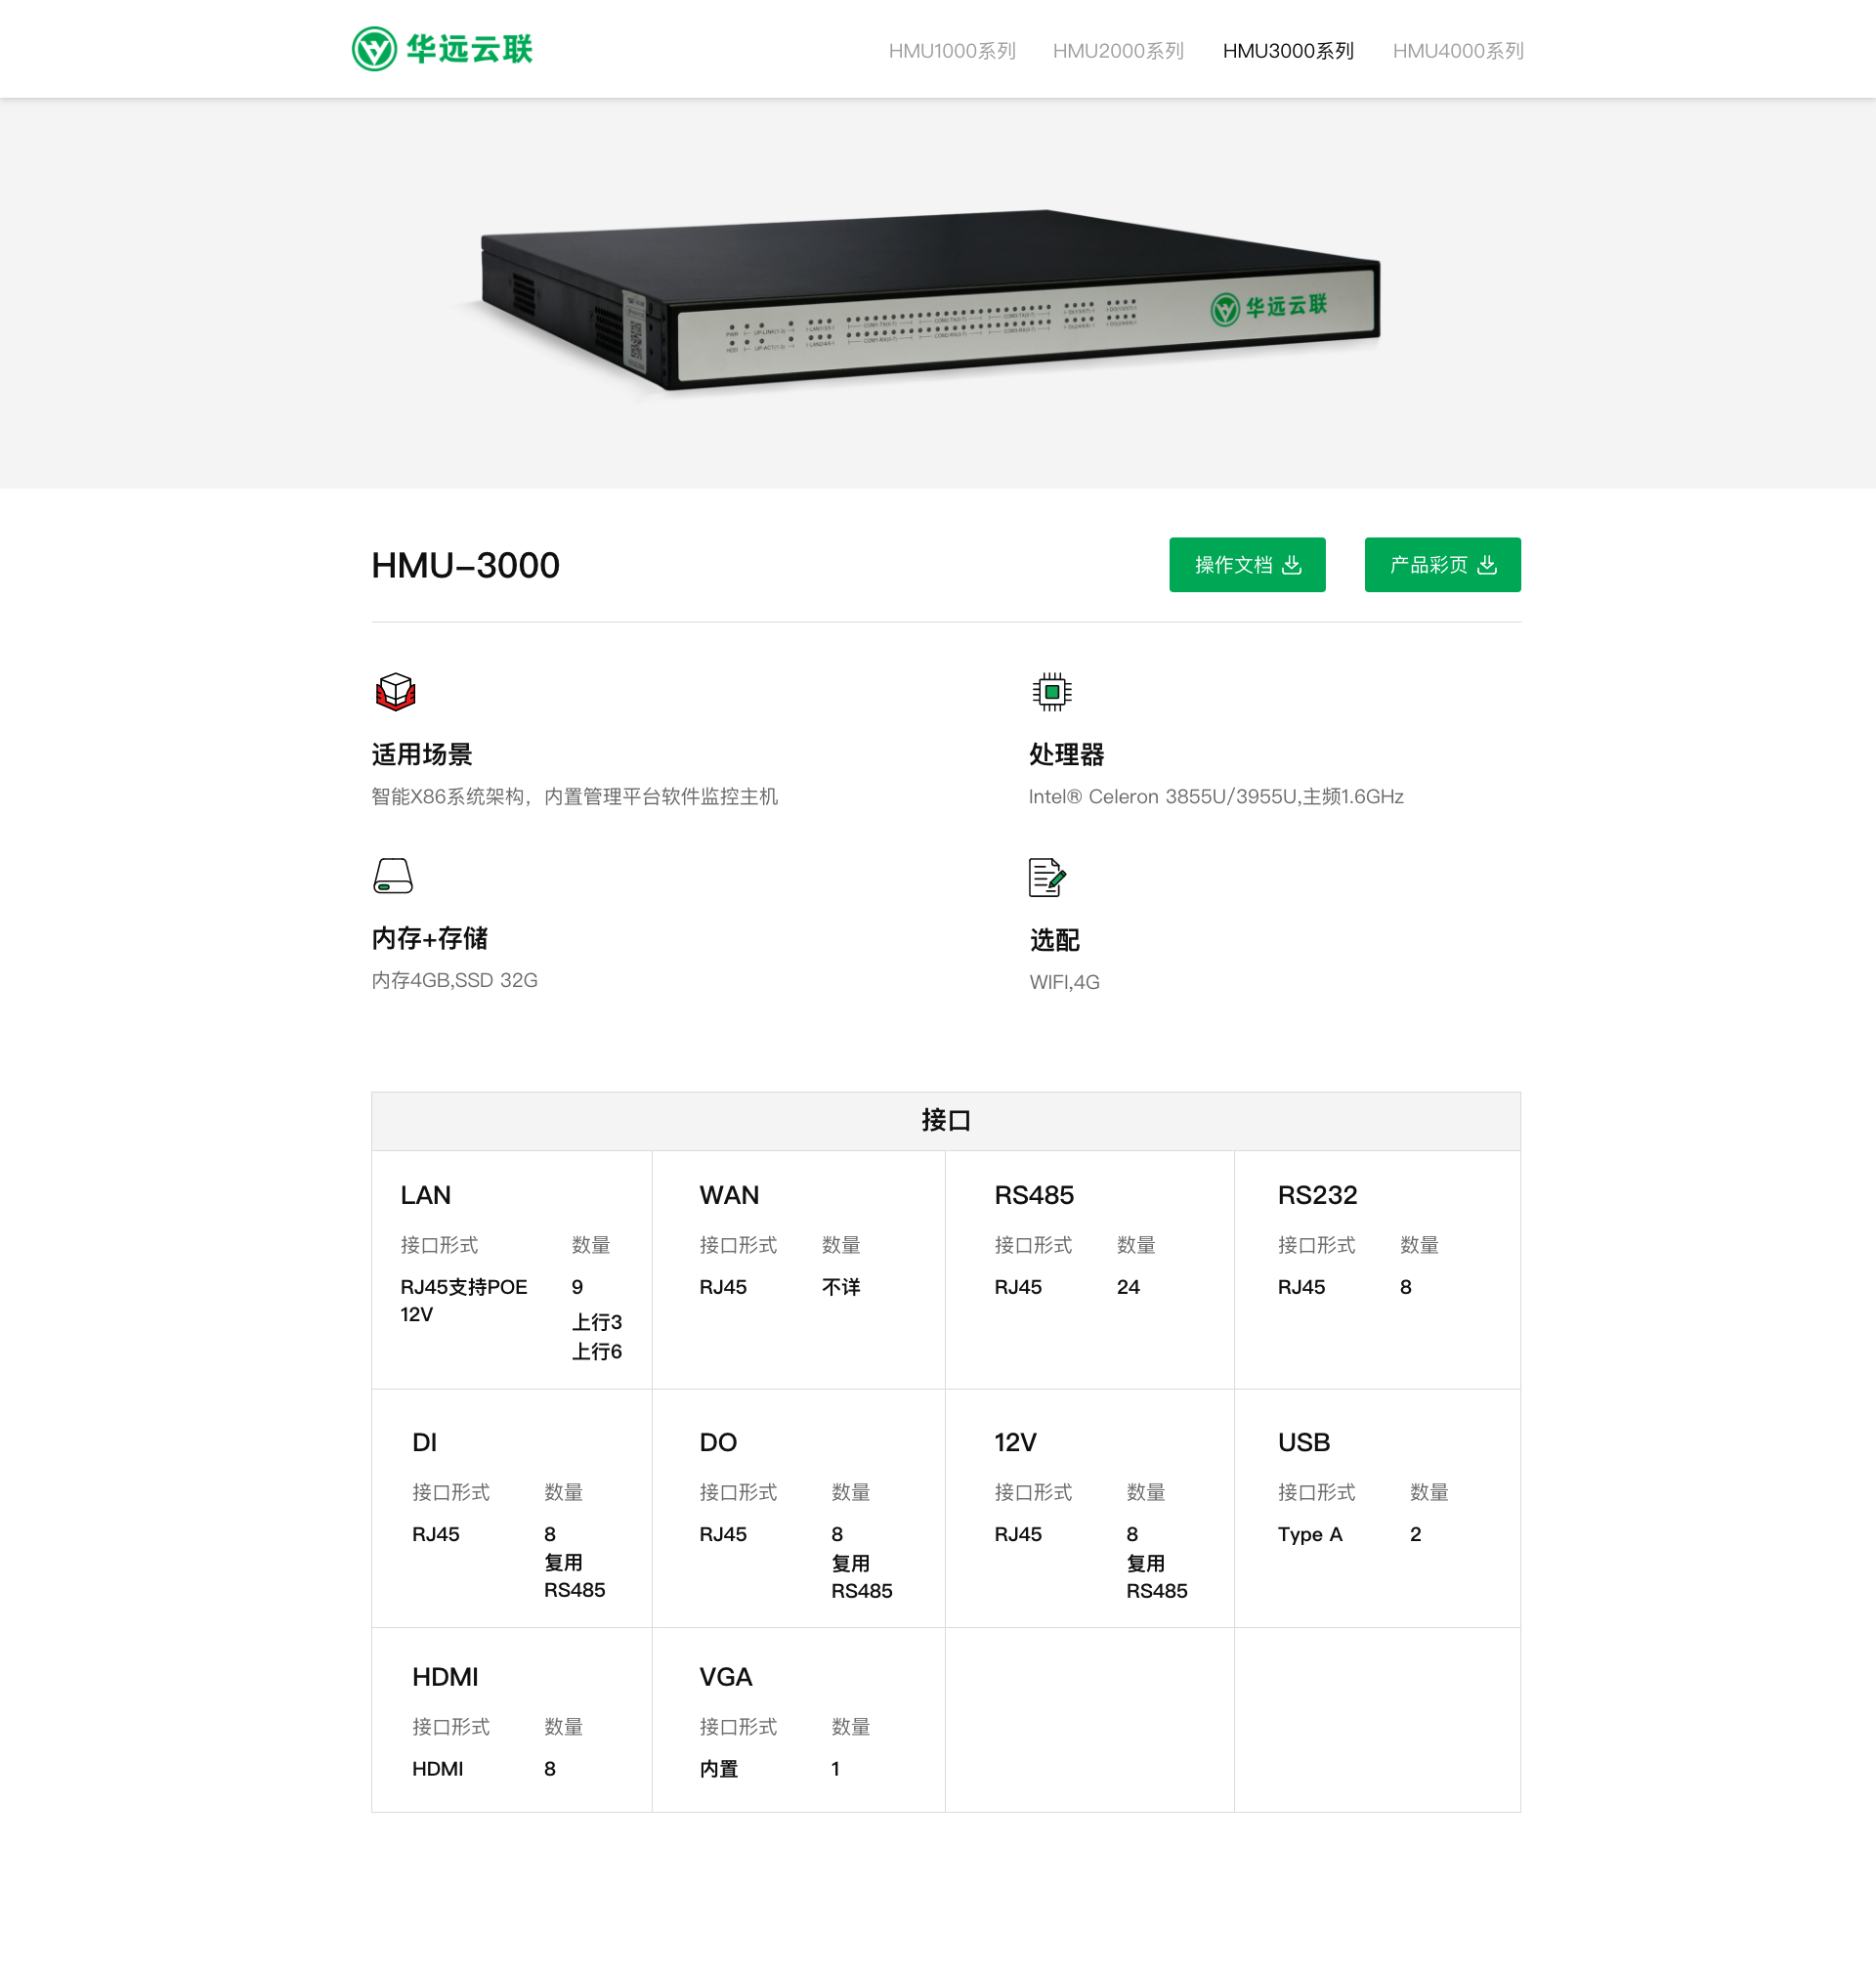 华远云联
HMU1000系列 HMU2000系列 HMU3000系列 HMU4000系列
华远云联
HMU-3000
操作文档 产品彩页
适用场景 处理器
智能X86系统架构，内置管理平台软件监控主机 Intel® Celeron 3855U/3955U,主频1.6GHz
内存+存储 选配
内存4GB,SSD 32G WIFI,4G
接口
LAN WAN RS485 RS232
接口形式 数量 接口形式 数量 接口形式 数量 接口形式 数量
RJ45支持POE 9 RJ45 不详 RJ45 24 RJ45 8
12V 上行3
上行6
DI DO 12V USB
接口形式 数量 接口形式 数量 接口形式 数量 接口形式 数量
RJ45 8 RJ45 8 RJ45 8 Type A 2
复用 复用 复用
RS485 RS485 RS485
HDMI VGA
接口形式 数量 接口形式 数量
HDMI 8 内置 1